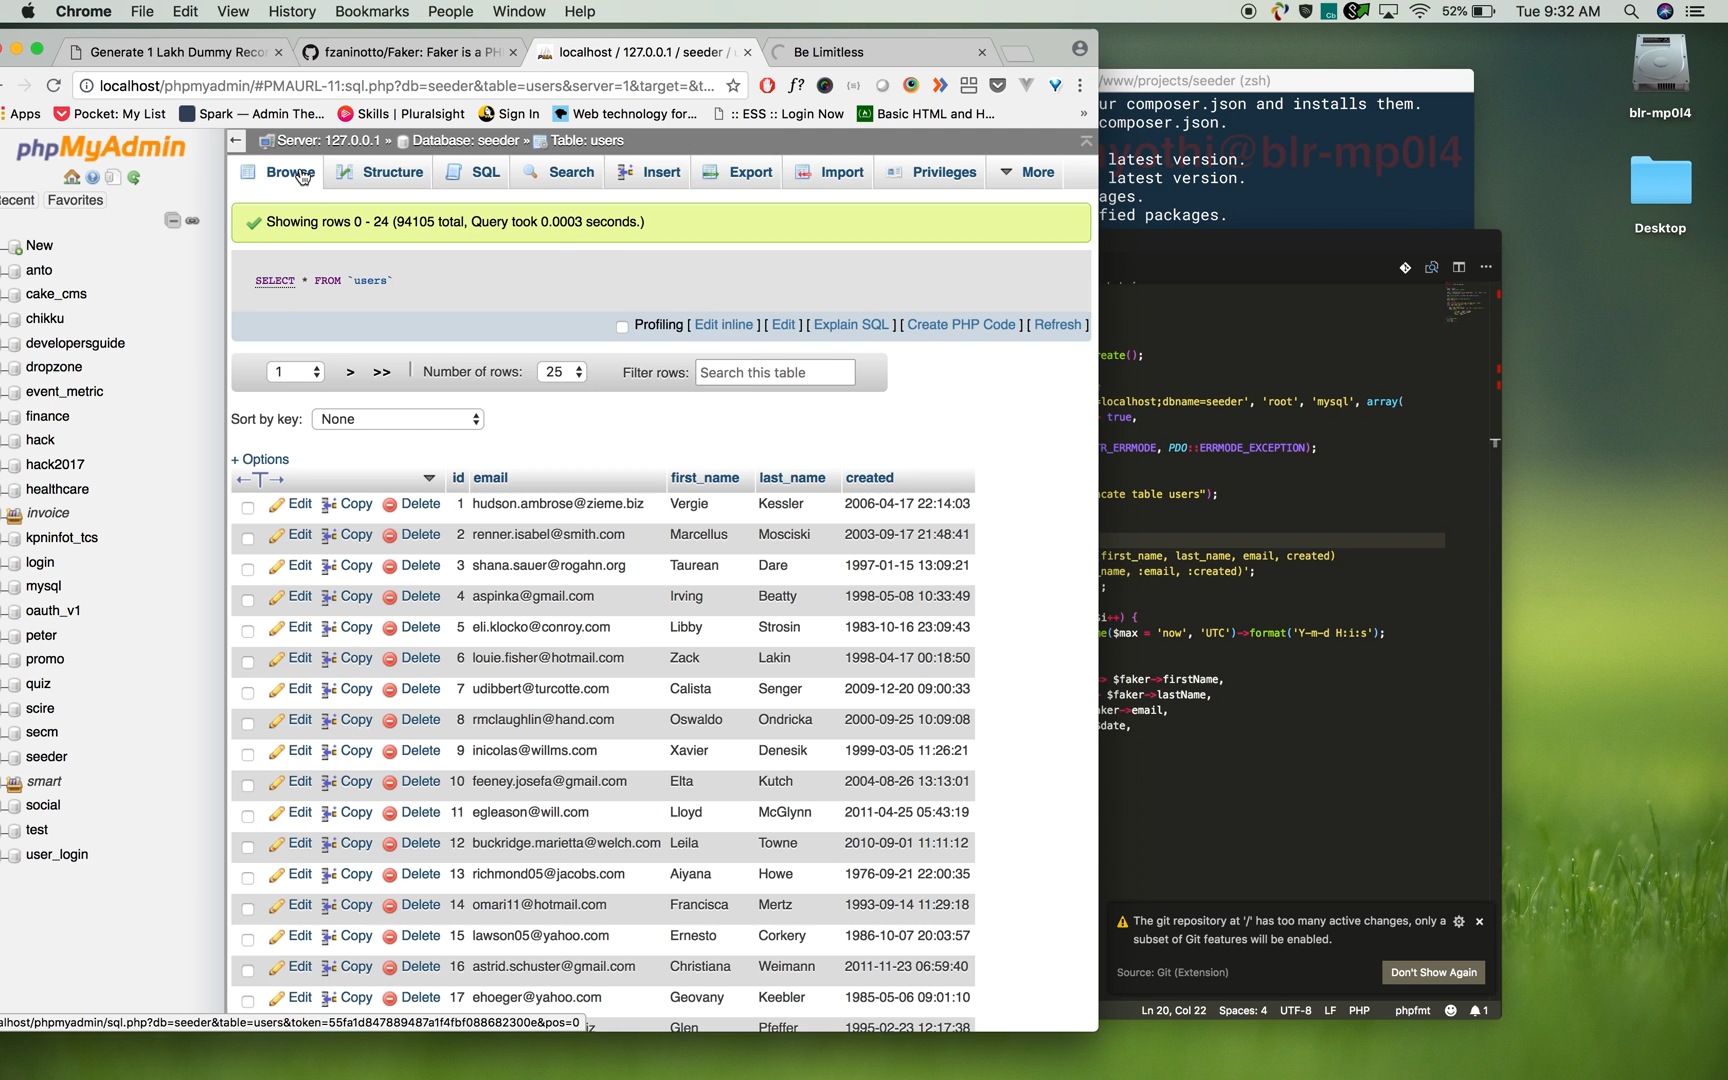 Chrome File Edit View History Bookmarks People Window Help
52% Tue 9:32 AM
Generate 1 Lakh Dummy Reco
fzaninotto/Faker: Faker is a PH
localhost / 127.0.0.1 / seeder /
Be Limitless
localhost/phpmyadmin/#PMAURL-11:sql.php?db=seeder&table=users&server=1&target=&t...
Apps Pocket: My List Spark — Admin The... Skills | Pluralsight Sign In Web technology for... :: ESS :: Login Now Basic HTML and H... »
phpMyAdmin
ecent Favorites
New
anto
cake_cms
chikku
developersguide
dropzone
event_metric
finance
hack
hack2017
healthcare
invoice
kpninfot_tcs
login
mysql
oauth_v1
peter
promo
quiz
scire
secm
seeder
smart
social
test
user_login
Server: 127.0.0.1 » Database: seeder » Table: users
Browse Structure SQL Search Insert Export Import Privileges More
Showing rows 0 - 24 (94105 total, Query took 0.0003 seconds.)
SELECT * FROM `users`
Profiling [ Edit inline ] [ Edit ] [ Explain SQL ] [ Create PHP Code ] [ Refresh ]
1 > >> | Number of rows: 25 Filter rows: Search this table
Sort by key: None
+ Options
←T→ id email first_name last_name created
Edit Copy Delete 1 hudson.ambrose@zieme.biz Vergie Kessler 2006-04-17 22:14:03
Edit Copy Delete 2 renner.isabel@smith.com Marcellus Mosciski 2003-09-17 21:48:41
Edit Copy Delete 3 shana.sauer@rogahn.org Taurean Dare 1997-01-15 13:09:21
Edit Copy Delete 4 aspinka@gmail.com Irving Beatty 1998-05-08 10:33:49
Edit Copy Delete 5 eli.klocko@conroy.com Libby Strosin 1983-10-16 23:09:43
Edit Copy Delete 6 louie.fisher@hotmail.com Zack Lakin 1998-04-17 00:18:50
Edit Copy Delete 7 udibbert@turcotte.com Calista Senger 2009-12-20 09:00:33
Edit Copy Delete 8 rmclaughlin@hand.com Oswaldo Ondricka 2000-09-25 10:09:08
Edit Copy Delete 9 inicolas@willms.com Xavier Denesik 1999-03-05 11:26:21
Edit Copy Delete 10 feeney.josefa@gmail.com Elta Kutch 2004-08-26 13:13:01
Edit Copy Delete 11 egleason@will.com Lloyd McGlynn 2011-04-25 05:43:19
Edit Copy Delete 12 buckridge.marietta@welch.com Leila Towne 2010-09-01 11:11:12
Edit Copy Delete 13 richmond05@jacobs.com Aiyana Howe 1976-09-21 22:00:35
Edit Copy Delete 14 omari11@hotmail.com Francisca Mertz 1993-09-14 11:29:18
Edit Copy Delete 15 lawson05@yahoo.com Ernesto Corkery 1986-10-07 20:03:57
Edit Copy Delete 16 astrid.schuster@gmail.com Christiana Weimann 2011-11-23 06:59:40
Edit Copy Delete 17 ehoeger@yahoo.com Geovany Keebler 1985-05-06 09:01:10
iz Glen Pfeffer 1995-02-23 12:17:38
alhost/phpmyadmin/sql.php?db=seeder&table=users&token=55fa1d847889487a1f4fbf088682300e&pos=0
/www/projects/seeder (zsh)
ur composer.json and installs them.
composer.json.
yothi@blr-mp0l4
latest version.
latest version.
ages.
fied packages.
eate();
=localhost;dbname=seeder', 'root', 'mysql', array(
true,
TR_ERRMODE, PDO::ERRMODE_EXCEPTION);
cate table users");
first_name, last_name, email, created)
name, :email, :created)';
;
$i++) {
me($max = 'now', 'UTC')->format('Y-m-d H:i:s');
> $faker->firstName,
$faker->lastName,
ker->email,
$date,
The git repository at '/' has too many active changes, only a
subset of Git features will be enabled.
Source: Git (Extension) Don't Show Again
Ln 20, Col 22 Spaces: 4 UTF-8 LF PHP phpfmt 1
blr-mp0l4
Desktop